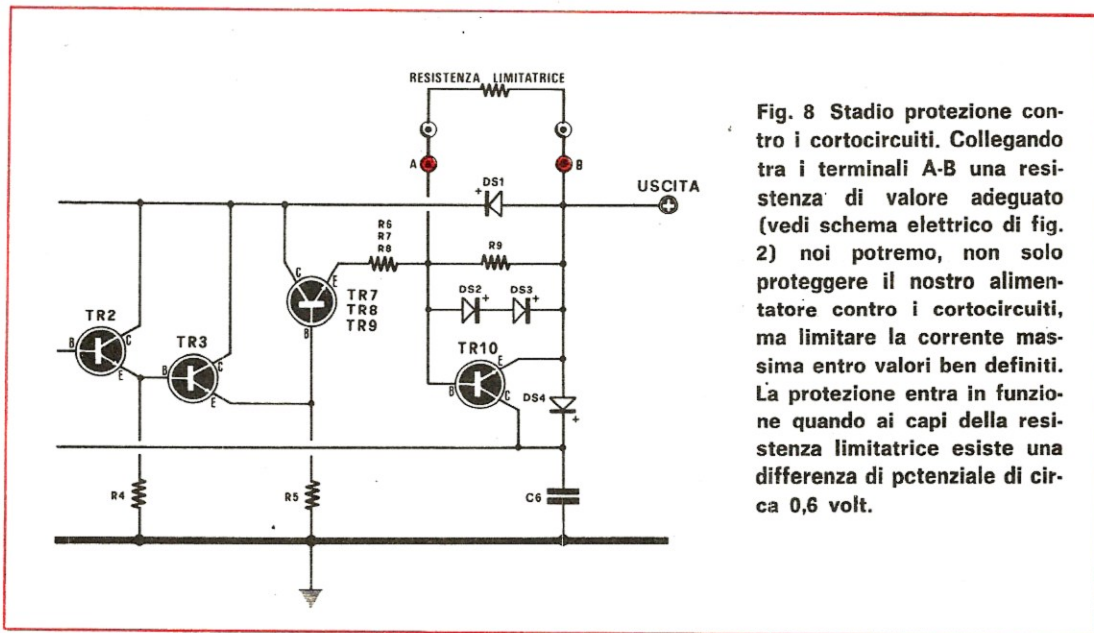 RESISTENZA LIMITATRICE
A
B
DS1
+
USCITA
R6
R7
R8
R9
C
E
DS2
+
DS3
+
TR7
TR8
TR9
B
TR2
B
C
E
TR3
B
C
E
TR10
E
B
C
DS4
+
R4
R5
C6
Fig. 8 Stadio protezione con-
tro i cortocircuiti. Collegando
tra i terminali A-B una resi-
stenza di valore adeguato
(vedi schema elettrico di fig.
2) noi potremo, non solo
proteggere il nostro alimen-
tatore contro i cortocircuiti,
ma limitare la corrente mas-
sima entro valori ben definiti.
La protezione entra in funzio-
ne quando ai capi della resi-
stenza limitatrice esiste una
differenza di pctenziale di cir-
ca 0,6 volt.